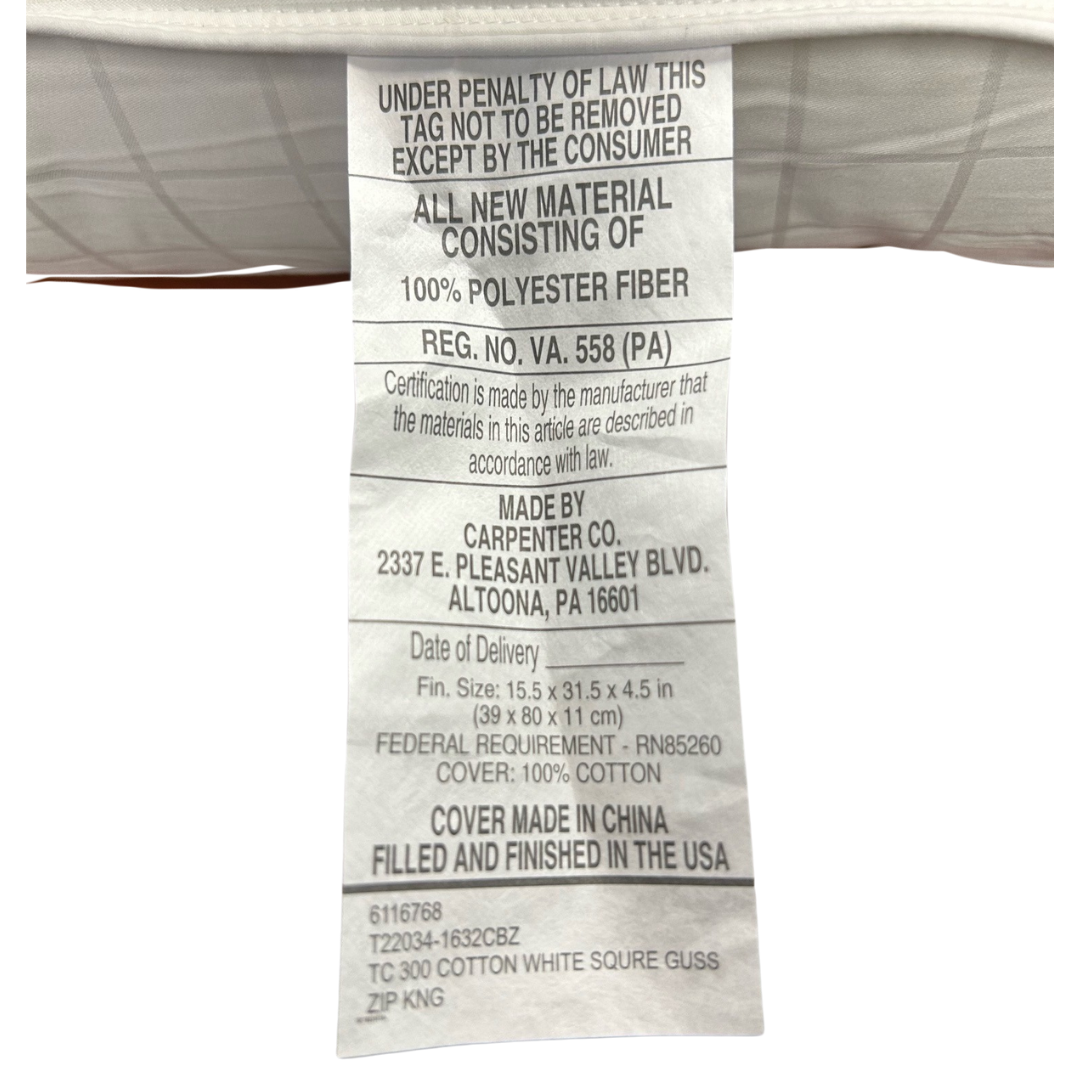 UNDER PENALTY OF LAW THIS
TAG NOT TO BE REMOVED
EXCEPT BY THE CONSUMER
ALL NEW MATERIAL
CONSISTING OF
100% POLYESTER FIBER
REG. NO. VA. 558 (PA)
Certification is made by the manufacturer that
the materials in this article are described in
accordance with law.
MADE BY
CARPENTER CO.
2337 E. PLEASANT VALLEY BLVD.
ALTOONA, PA 16601
Date of Delivery
Fin. Size: 15.5 x 31.5 x 4.5 in
(39 x 80 x 11 cm)
FEDERAL REQUIREMENT - RN85260
COVER: 100% COTTON
COVER MADE IN CHINA
FILLED AND FINISHED IN THE USA
6116768
T22034-1632CBZ
TC 300 COTTON WHITE SQURE GUSS
ZIP KNG